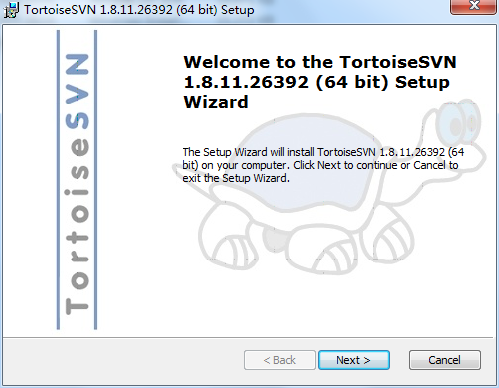 TortoiseSVN 1.8.11.26392 (64 bit) Setup
Welcome to the TortoiseSVN
1.8.11.26392 (64 bit) Setup
Wizard
The Setup Wizard will install TortoiseSVN 1.8.11.26392 (64
bit) on your computer. Click Next to continue or Cancel to
exit the Setup Wizard.
TortoiseSVN
< Back
Next >
Cancel